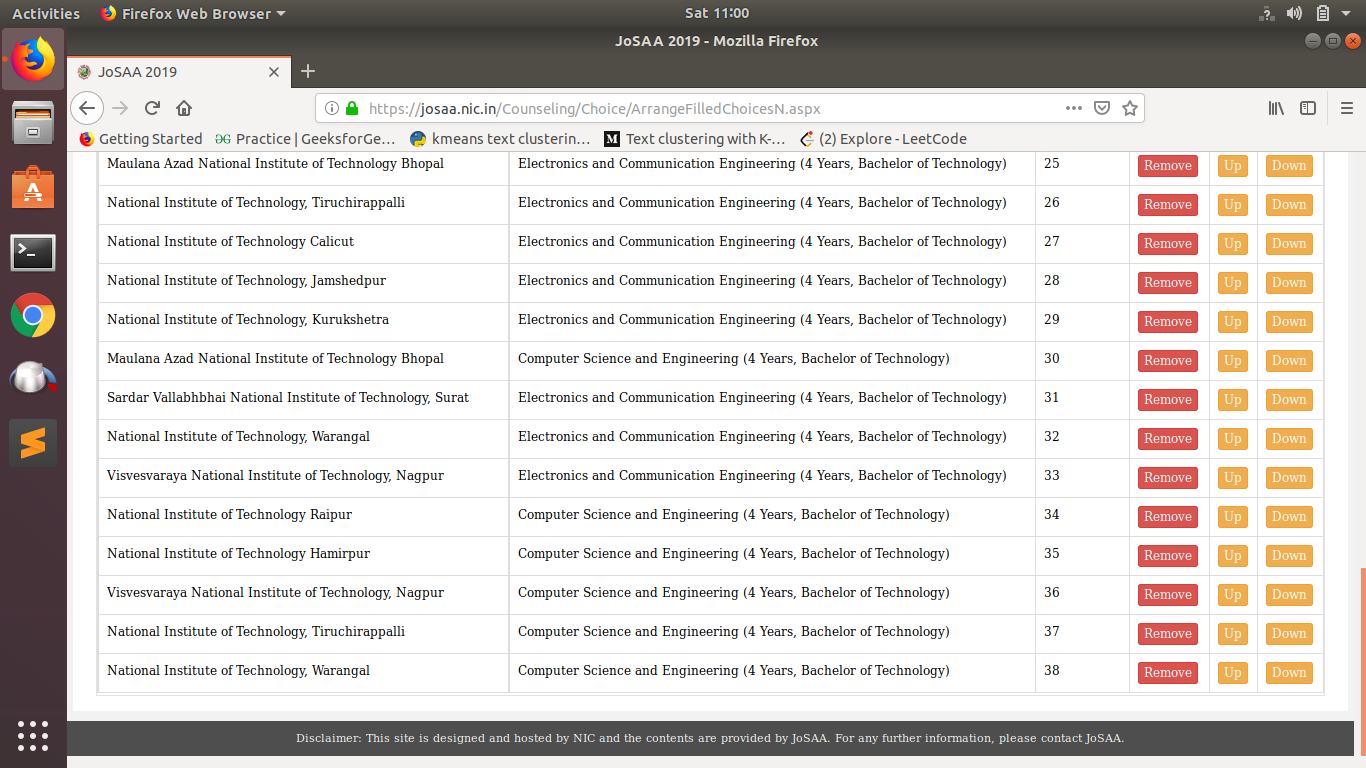 Activities Firefox Web Browser Sat 11:00
JoSAA 2019 - Mozilla Firefox
JoSAA 2019
https://josaa.nic.in/Counseling/Choice/ArrangeFilledChoicesN.aspx
Getting Started Practice | GeeksforGe... kmeans text clusterin... Text clustering with K-... (2) Explore - LeetCode
Maulana Azad National Institute of Technology Bhopal Electronics and Communication Engineering (4 Years, Bachelor of Technology) 25 Remove Up Down
National Institute of Technology, Tiruchirappalli Electronics and Communication Engineering (4 Years, Bachelor of Technology) 26 Remove Up Down
National Institute of Technology Calicut Electronics and Communication Engineering (4 Years, Bachelor of Technology) 27 Remove Up Down
National Institute of Technology, Jamshedpur Electronics and Communication Engineering (4 Years, Bachelor of Technology) 28 Remove Up Down
National Institute of Technology, Kurukshetra Electronics and Communication Engineering (4 Years, Bachelor of Technology) 29 Remove Up Down
Maulana Azad National Institute of Technology Bhopal Computer Science and Engineering (4 Years, Bachelor of Technology) 30 Remove Up Down
Sardar Vallabhbhai National Institute of Technology, Surat Electronics and Communication Engineering (4 Years, Bachelor of Technology) 31 Remove Up Down
National Institute of Technology, Warangal Electronics and Communication Engineering (4 Years, Bachelor of Technology) 32 Remove Up Down
Visvesvaraya National Institute of Technology, Nagpur Electronics and Communication Engineering (4 Years, Bachelor of Technology) 33 Remove Up Down
National Institute of Technology Raipur Computer Science and Engineering (4 Years, Bachelor of Technology) 34 Remove Up Down
National Institute of Technology Hamirpur Computer Science and Engineering (4 Years, Bachelor of Technology) 35 Remove Up Down
Visvesvaraya National Institute of Technology, Nagpur Computer Science and Engineering (4 Years, Bachelor of Technology) 36 Remove Up Down
National Institute of Technology, Tiruchirappalli Computer Science and Engineering (4 Years, Bachelor of Technology) 37 Remove Up Down
National Institute of Technology, Warangal Computer Science and Engineering (4 Years, Bachelor of Technology) 38 Remove Up Down
Disclaimer: This site is designed and hosted by NIC and the contents are provided by JoSAA. For any further information, please contact JoSAA.